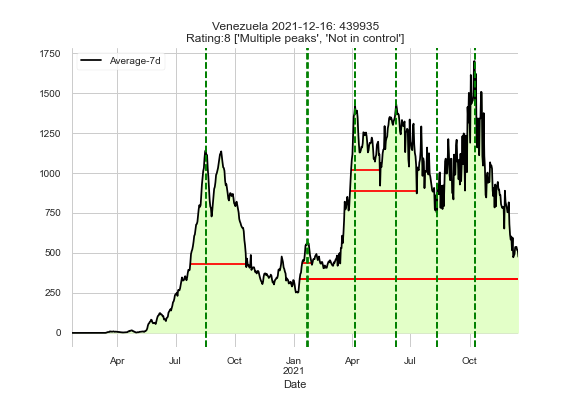 Venezuela 2021-12-16: 439935
Rating:8 ['Multiple peaks', 'Not in control']
Average-7d
1750
1500
1250
1000
750
500
250
0
Apr
Jul
Oct
Jan
2021
Apr
Jul
Oct
Date